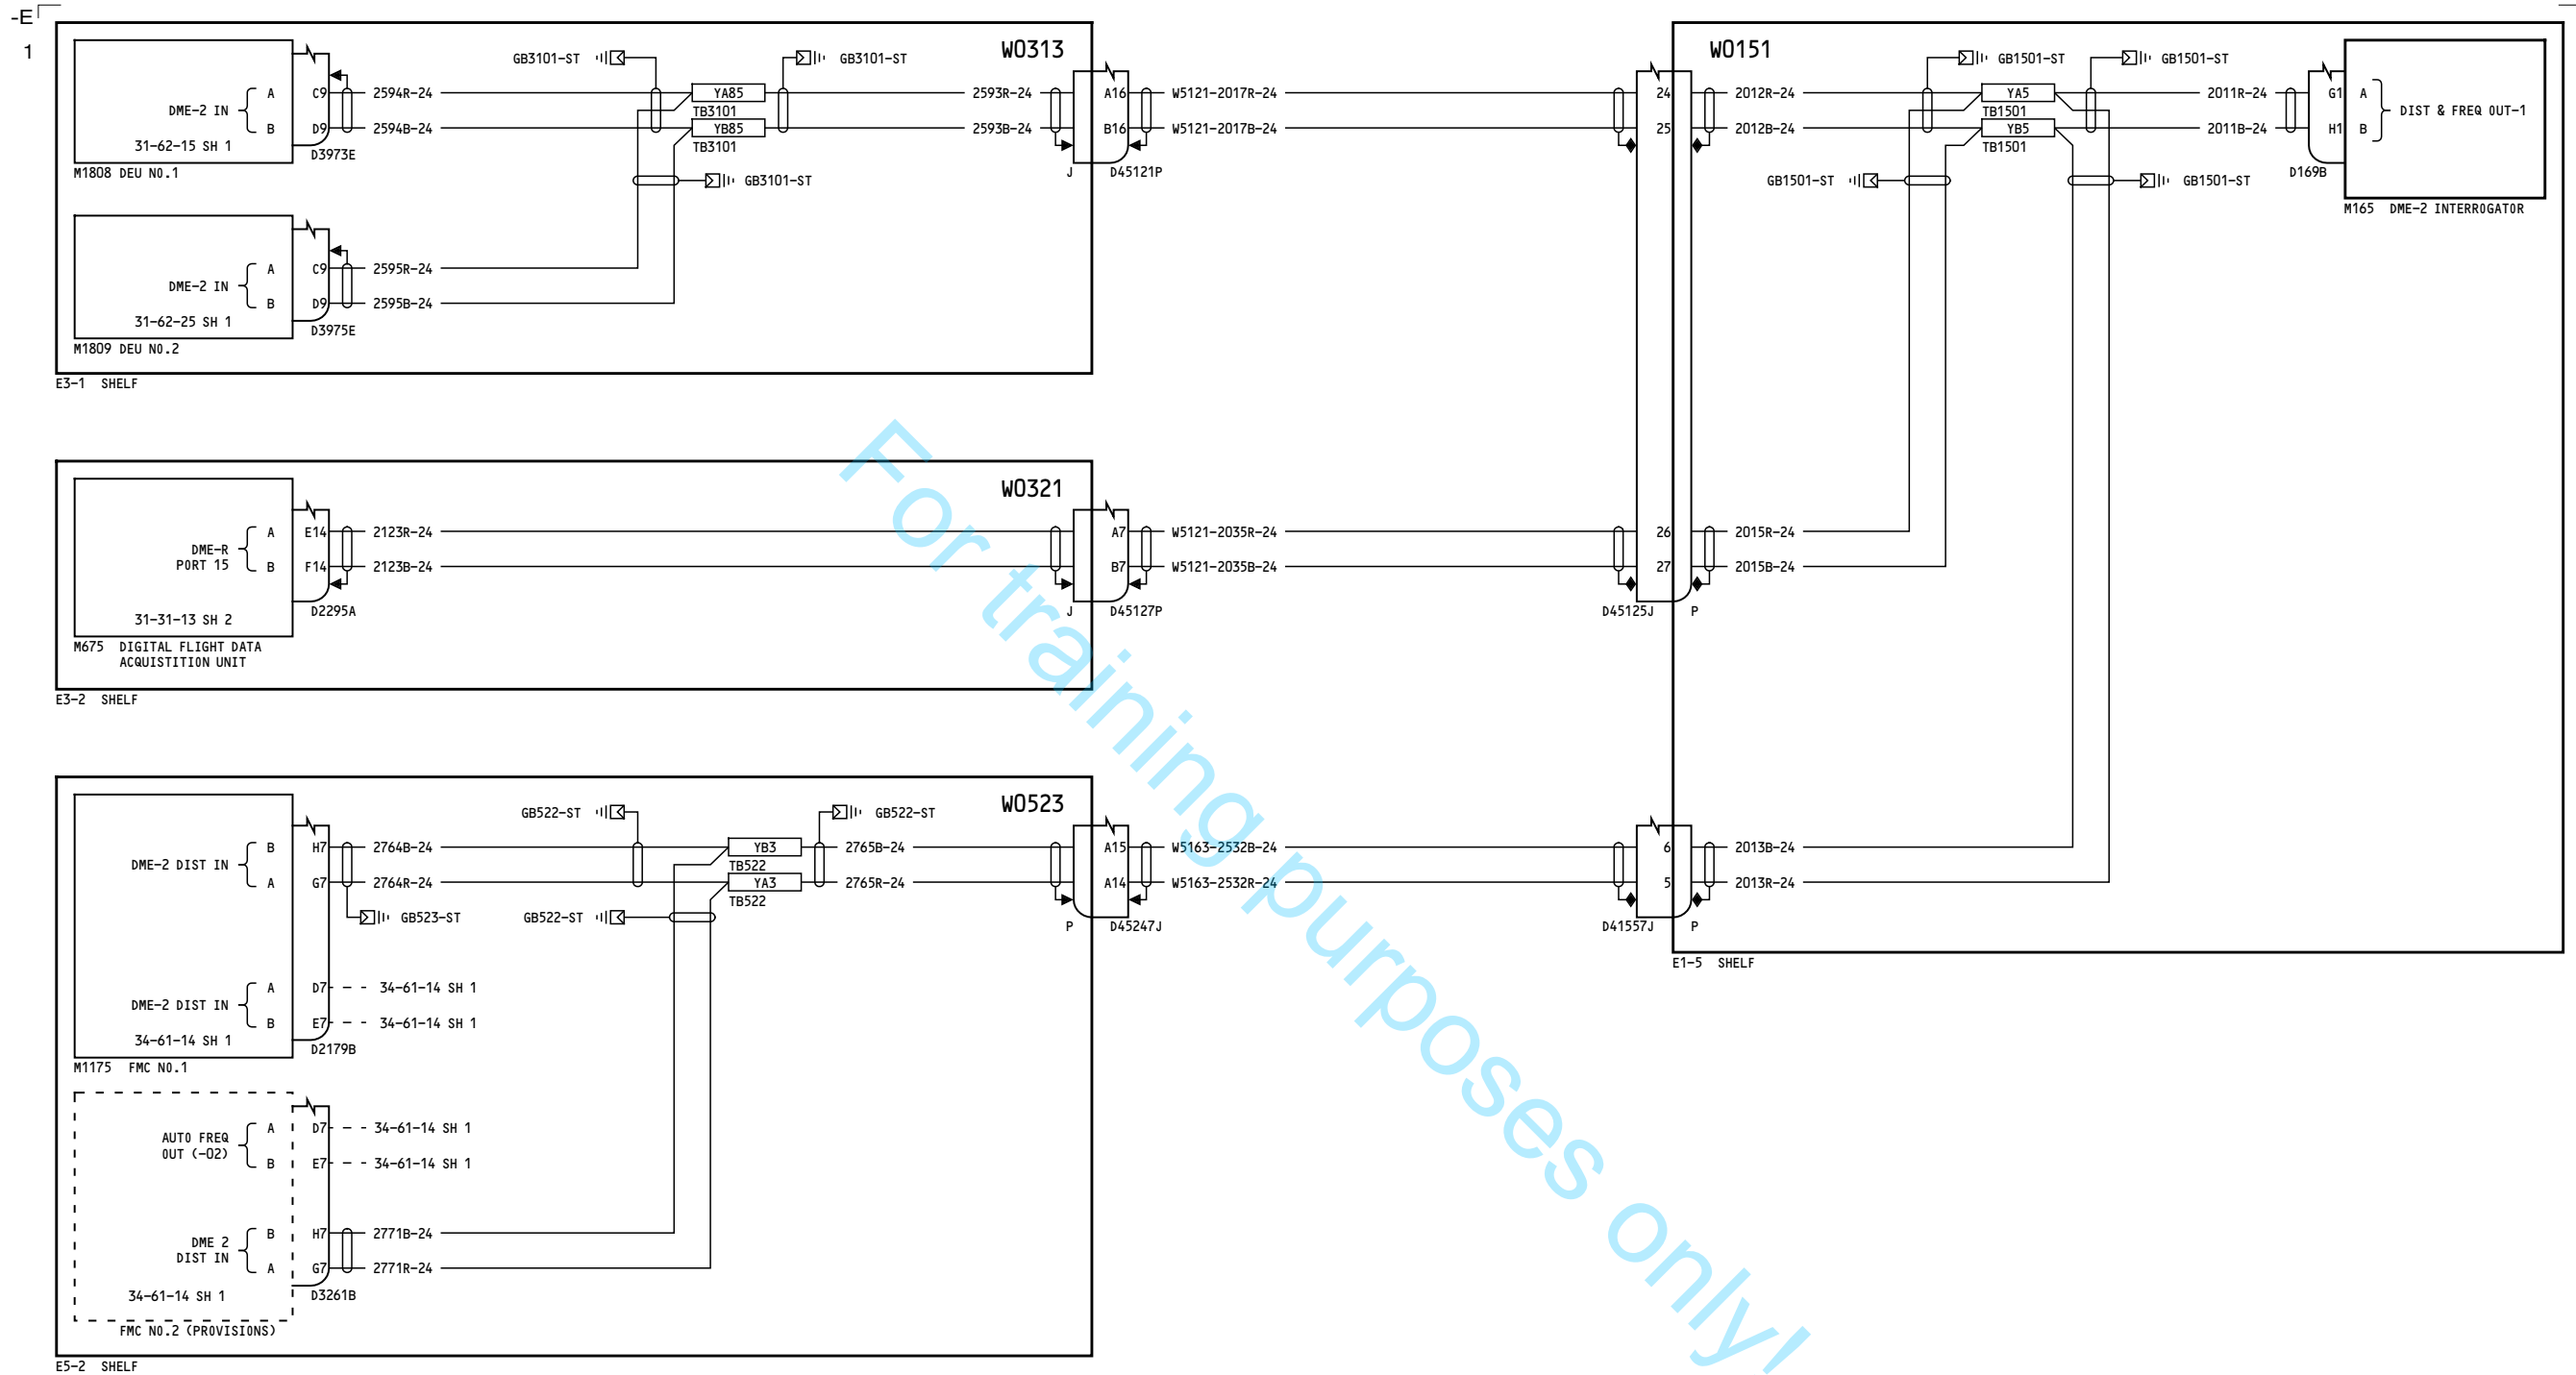 -E
1
W0313
GB3101-ST
GB3101-ST
DME-2 IN
A C9 2594R-24
YA85
TB3101
2593R-24
A16 W5121-2017R-24
B D9 2594B-24
YB85
TB3101
2593B-24
B16 W5121-2017B-24
31-62-15 SH 1
D3973E
J D45121P
M1808 DEU NO.1
GB3101-ST
DME-2 IN
A C9 2595R-24
B D9 2595B-24
31-62-25 SH 1
D3975E
M1809 DEU NO.2
E3-1 SHELF
W0151
GB1501-ST
GB1501-ST
24 2012R-24
YA5
TB1501
2011R-24
G1 A
25 2012B-24
YB5
TB1501
2011B-24
H1 B
DIST & FREQ OUT-1
D169B
GB1501-ST
GB1501-ST
M165 DME-2 INTERROGATOR
W0321
DME-R
PORT 15
A E14 2123R-24
A7 W5121-2035R-24
26 2015R-24
B F14 2123B-24
B7 W5121-2035B-24
27 2015B-24
31-31-13 SH 2
D2295A
J D45127P
D45125J P
M675 DIGITAL FLIGHT DATA
ACQUISTITION UNIT
E3-2 SHELF
W0523
GB522-ST
GB522-ST
DME-2 DIST IN
B H7 2764B-24
YB3
TB522
2765B-24
A15 W5163-2532B-24
6 2013B-24
A G7 2764R-24
YA3
TB522
2765R-24
A14 W5163-2532R-24
5 2013R-24
GB523-ST
GB522-ST
P D45247J
D41557J P
E1-5 SHELF
DME-2 DIST IN
A D7 34-61-14 SH 1
B E7 34-61-14 SH 1
34-61-14 SH 1
D2179B
M1175 FMC NO.1
AUTO FREQ
OUT (-02)
A D7 34-61-14 SH 1
B E7 34-61-14 SH 1
DME 2
DIST IN
B H7 2771B-24
A G7 2771R-24
34-61-14 SH 1
D3261B
FMC NO.2 (PROVISIONS)
E5-2 SHELF
For training purposes only!